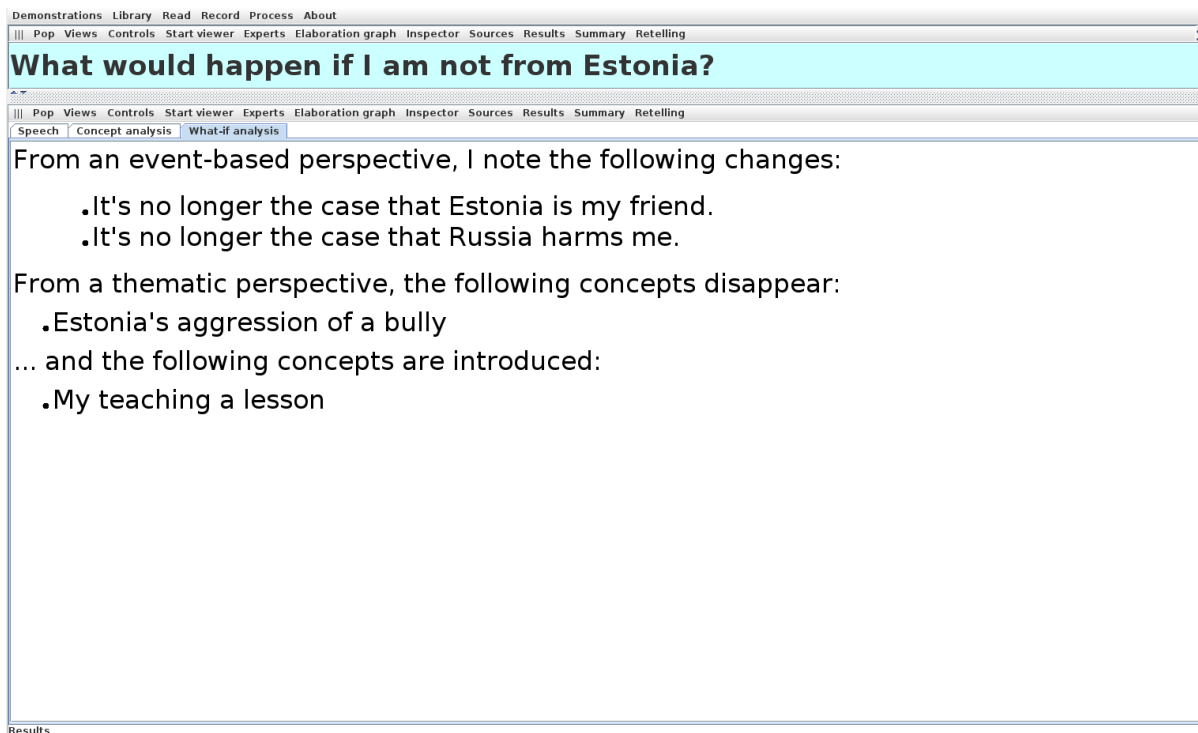 Demonstrations Library Read Record Process About
||| Pop Views Controls Start viewer Experts Elaboration graph Inspector Sources Results Summary Retelling
What would happen if I am not from Estonia?
||| Pop Views Controls Start viewer Experts Elaboration graph Inspector Sources Results Summary Retelling
Speech Concept analysis What-if analysis
From an event-based perspective, I note the following changes:
.It's no longer the case that Estonia is my friend.
.It's no longer the case that Russia harms me.
From a thematic perspective, the following concepts disappear:
.Estonia's aggression of a bully
... and the following concepts are introduced:
.My teaching a lesson
Results